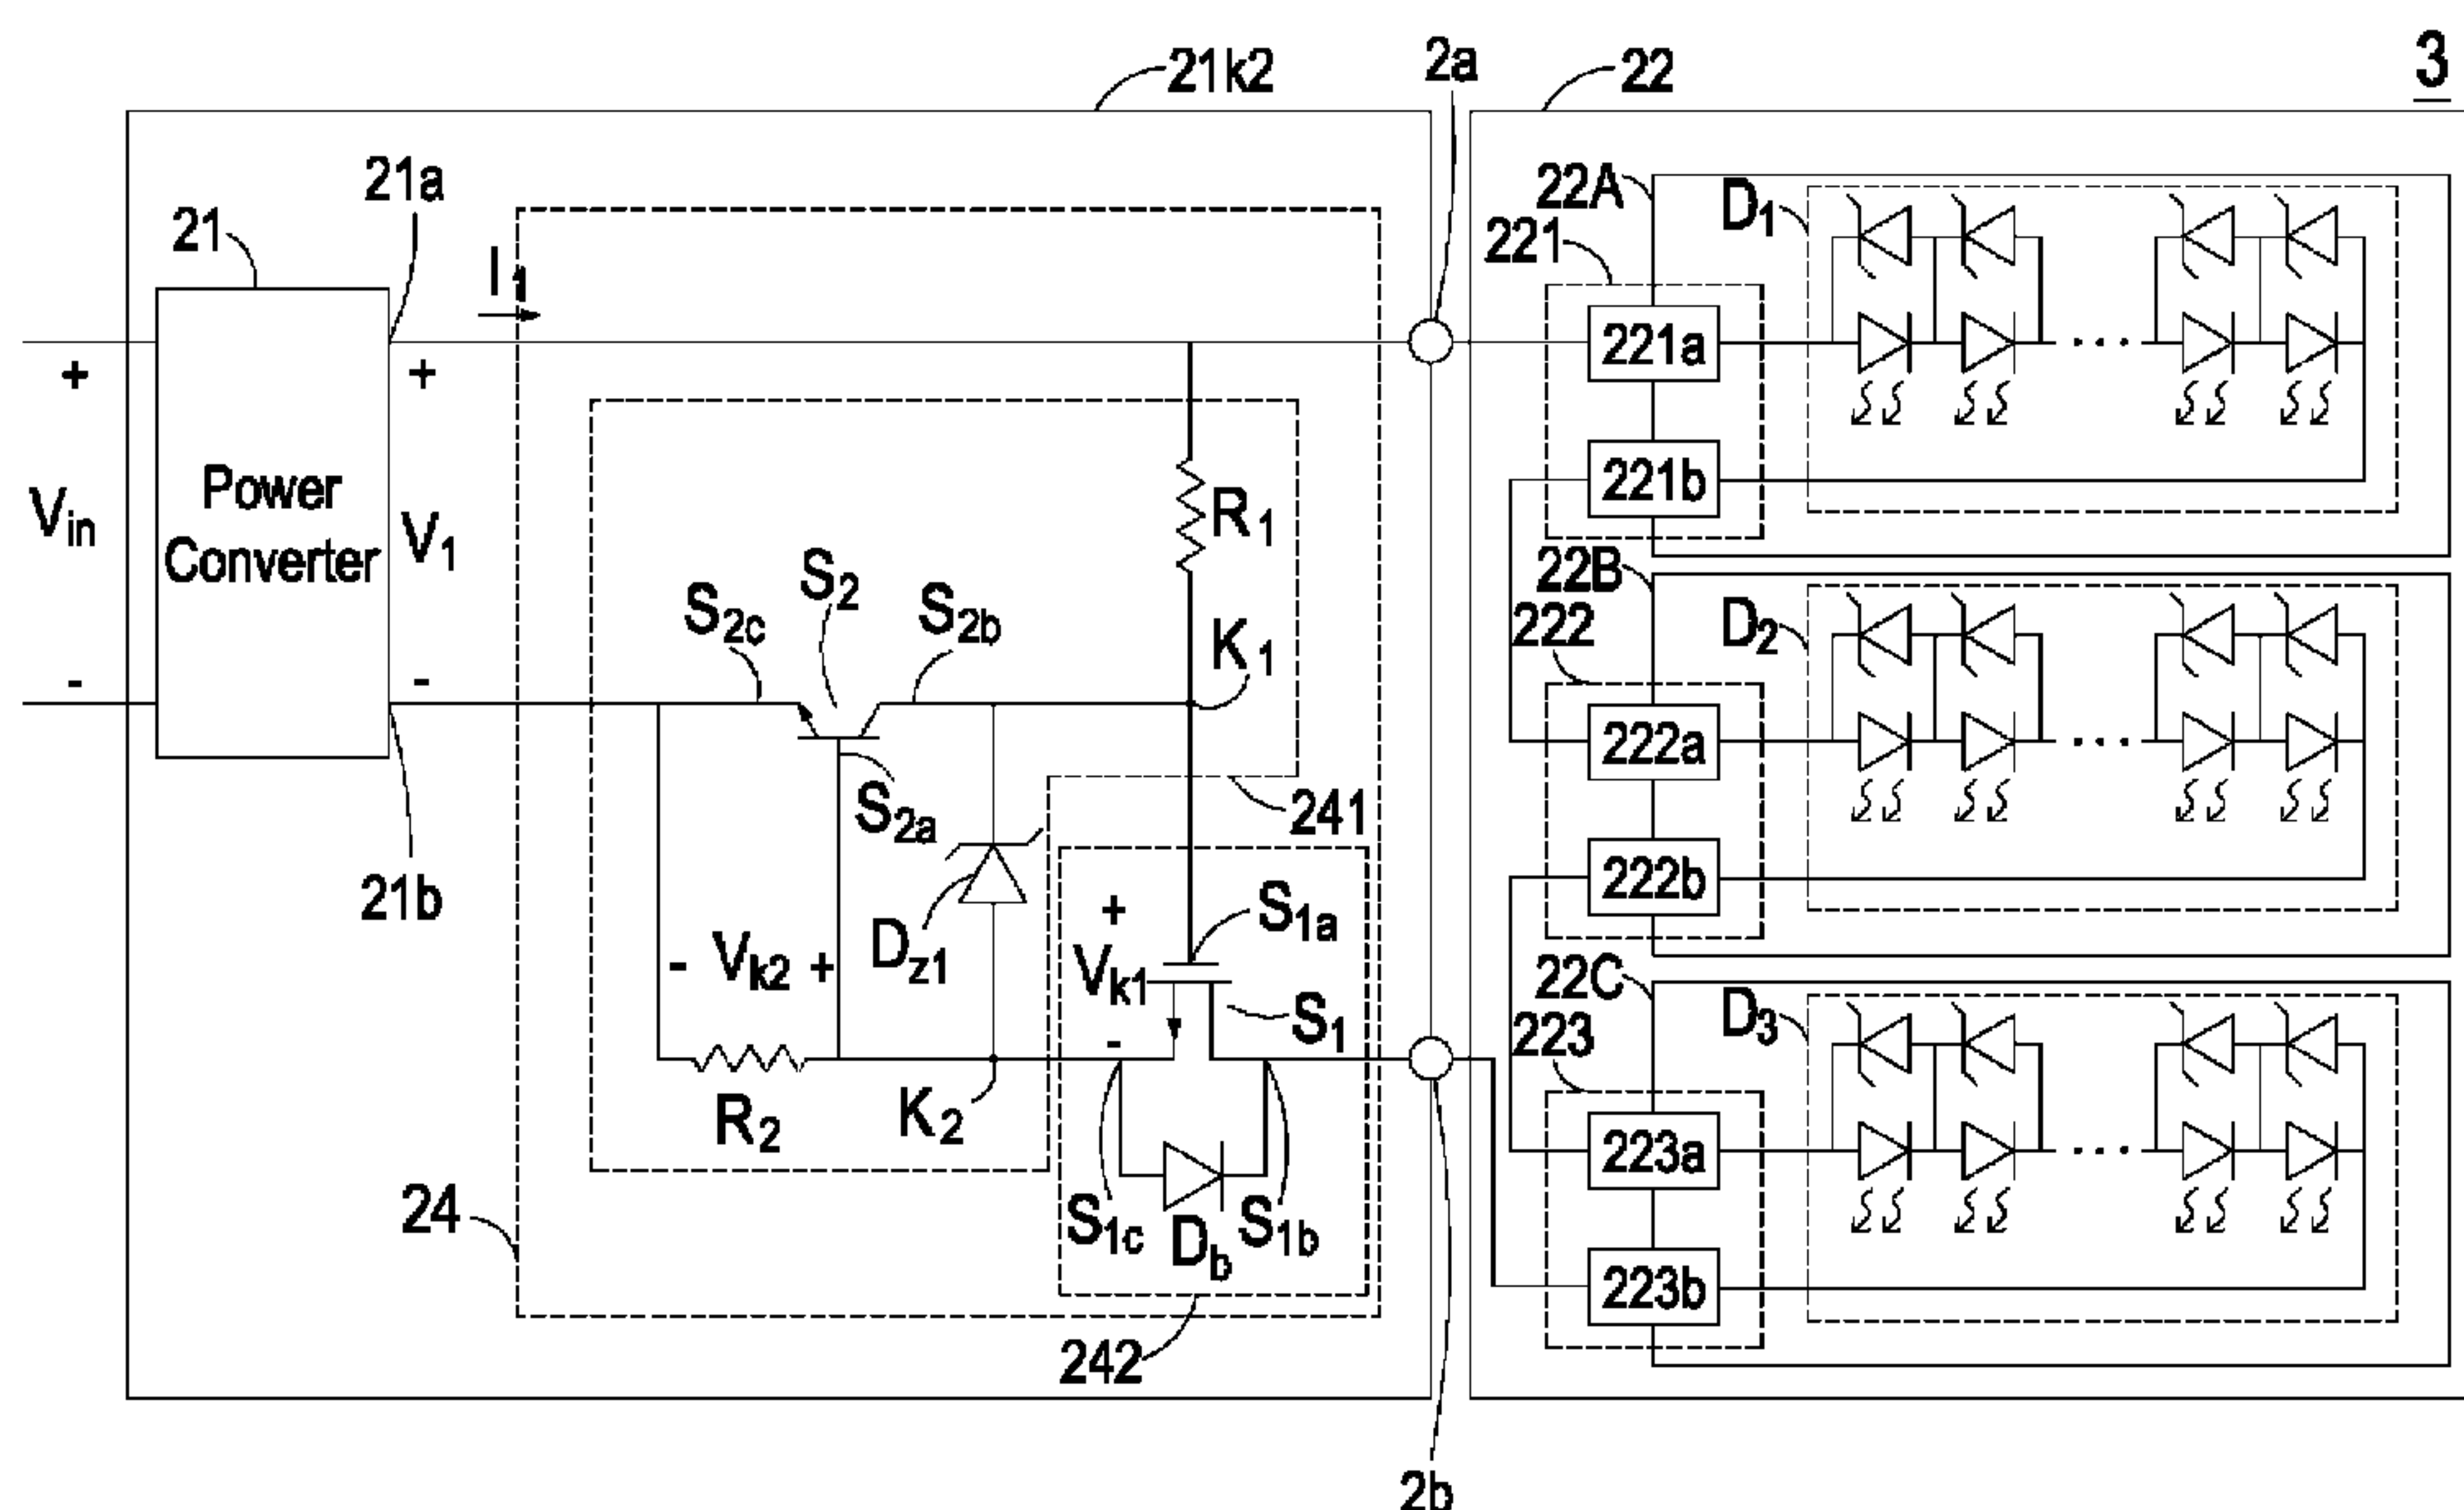 3
21k2
2a
22
21a
22A
D1
21
221
I1
221a
+
+
Power
Converter
Vin
V1
R1
221b
S2
22B
S2c
S2b
K1
222
D2
-
-
222a
S2a
241
21b
222b
+
S1a
Dz1
- Vk2 +
Vk1
22C
S1
D3
-
223
R2
K2
223a
24
S1c
Db
S1b
223b
242
2b